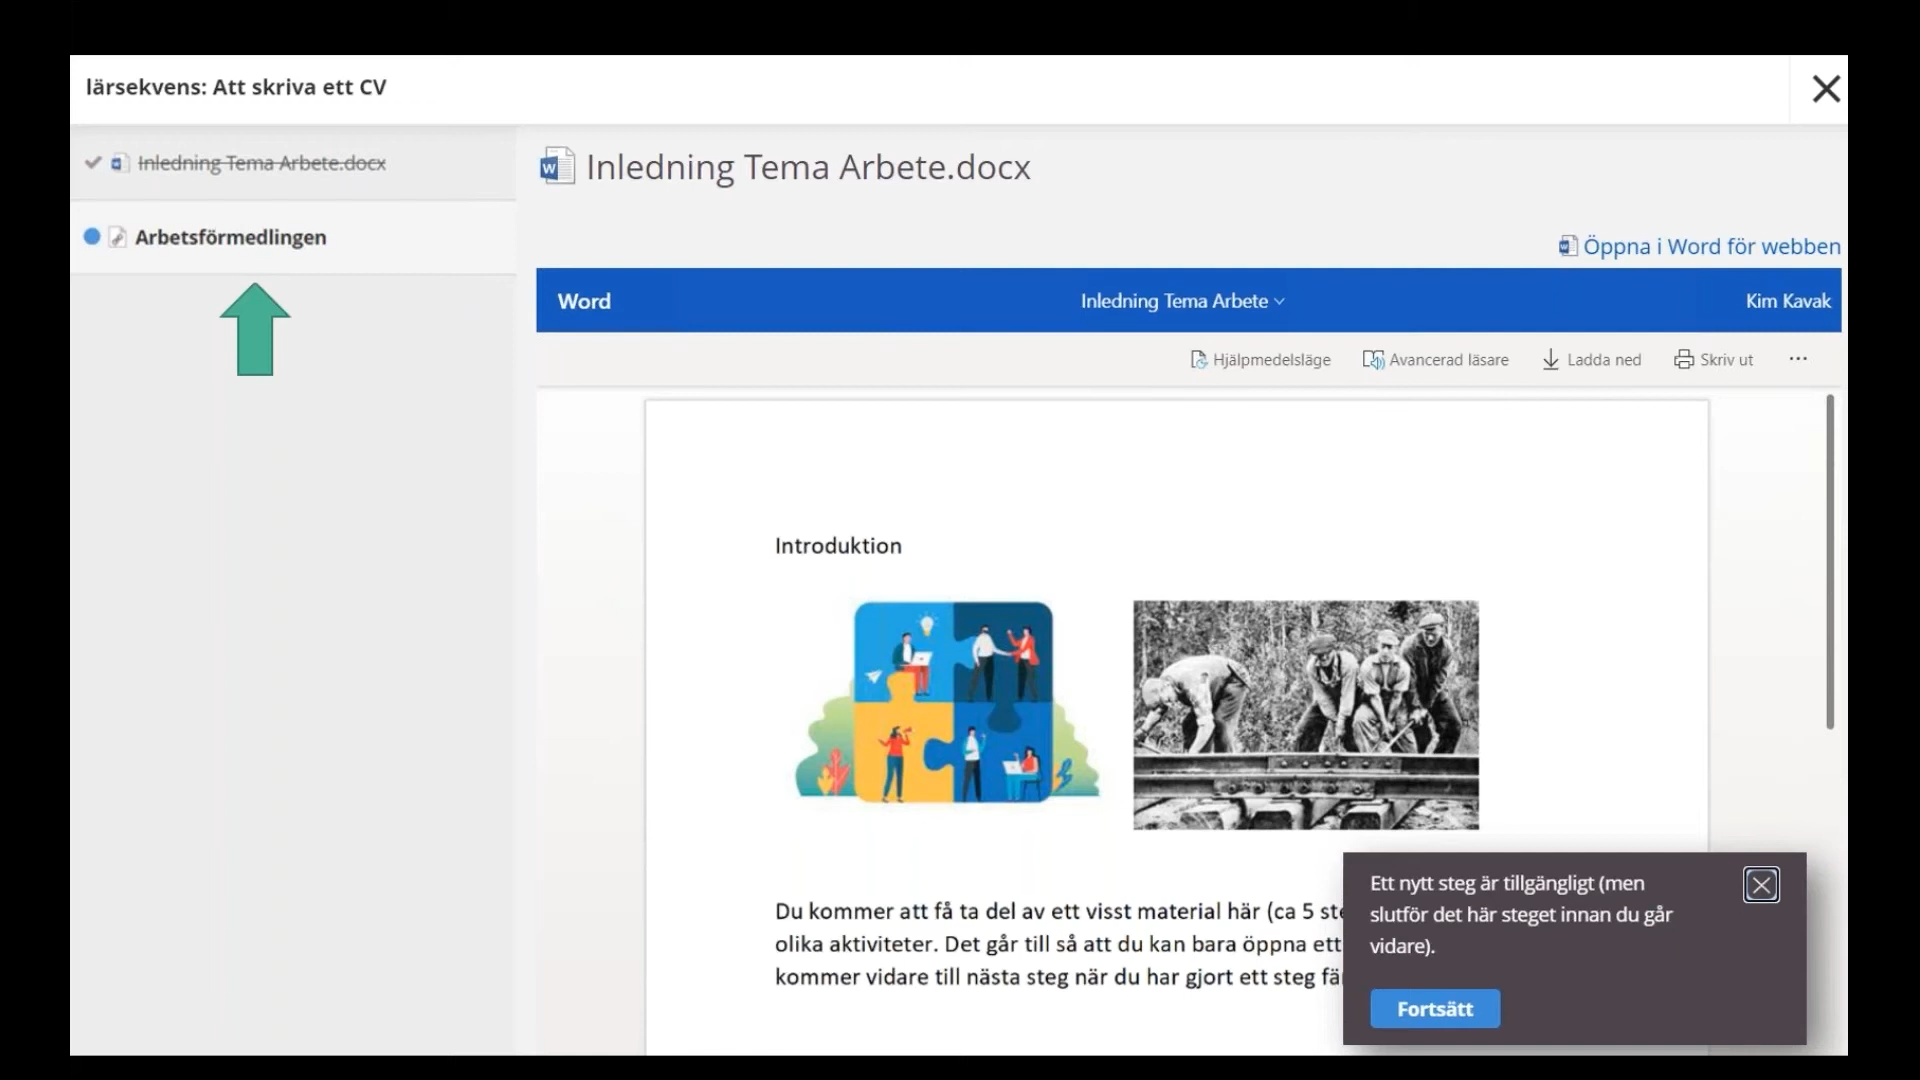 lärsekvens: Att skriva ett CV
Inledning Tema Arbete.docx
Arbetsförmedlingen
Inledning Tema Arbete.docx
Öppna i Word för webben
Word
Inledning Tema Arbete
Kim Kavak
Hjälpmedelsläge
Avancerad läsare
Ladda ned
Skriv ut
Introduktion
Du kommer att få ta del av ett visst material här (ca 5 ste
olika aktiviteter. Det går till så att du kan bara öppna ett
kommer vidare till nästa steg när du har gjort ett steg fä
Ett nytt steg är tillgängligt (men
slutför det här steget innan du går
vidare).
Fortsätt